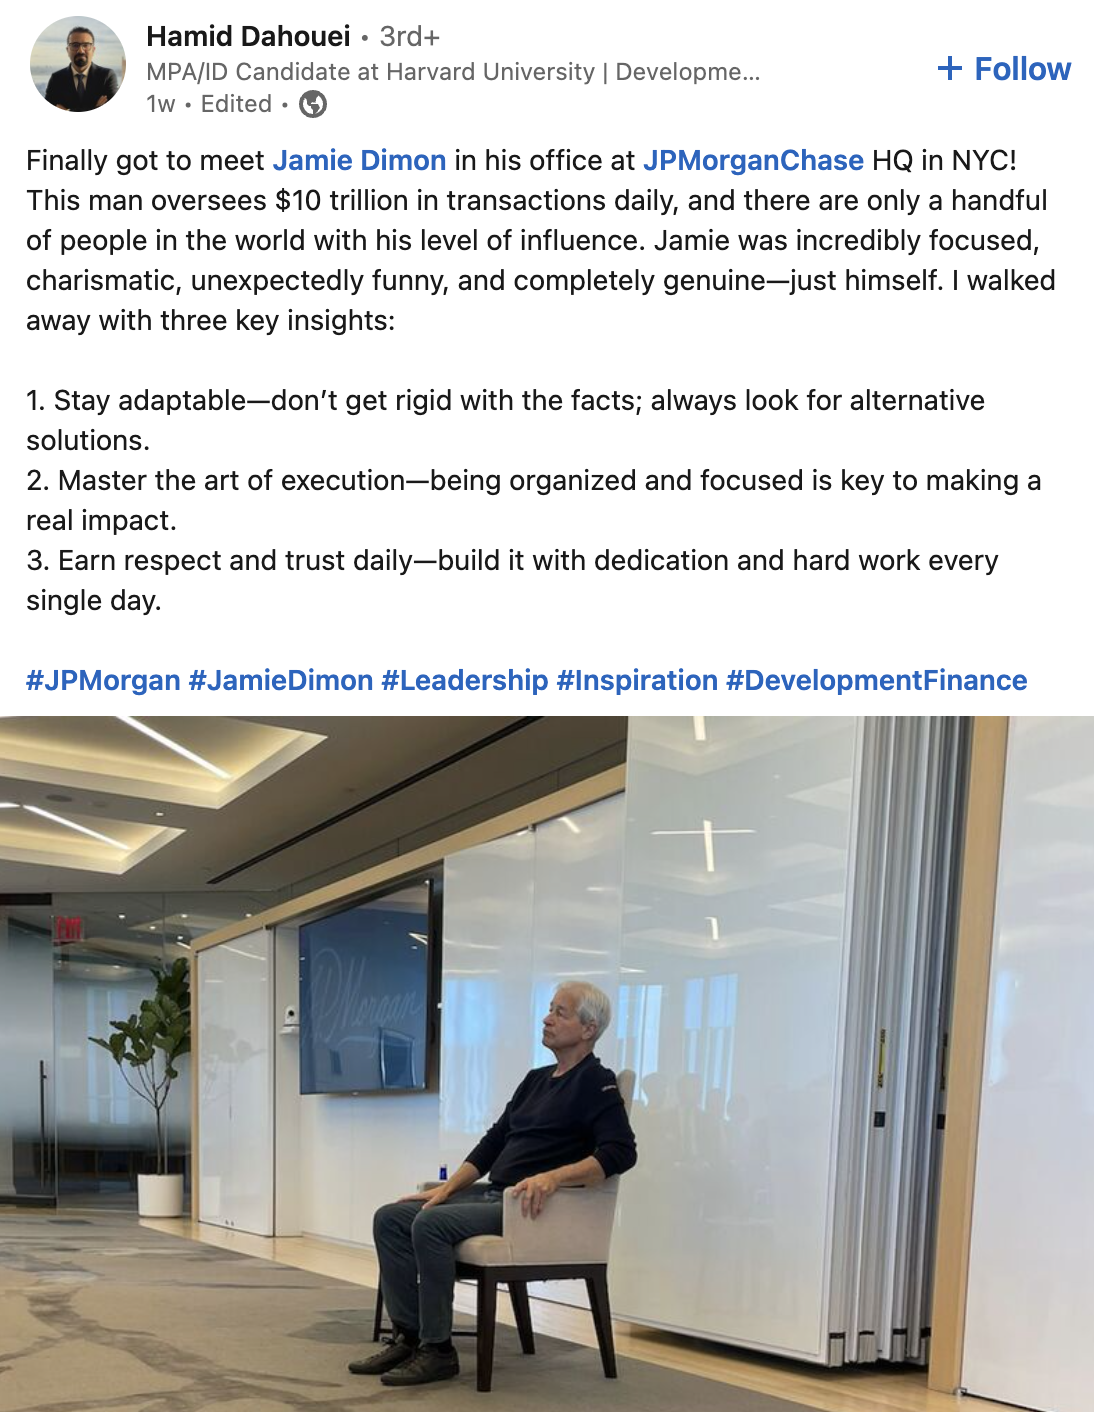 Hamid Dahouei • 3rd+
MPA/ID Candidate at Harvard University | Developme...
1w • Edited •
+ Follow
Finally got to meet Jamie Dimon in his office at JPMorganChase HQ in NYC!
This man oversees $10 trillion in transactions daily, and there are only a handful
of people in the world with his level of influence. Jamie was incredibly focused,
charismatic, unexpectedly funny, and completely genuine—just himself. I walked
away with three key insights:
1. Stay adaptable—don’t get rigid with the facts; always look for alternative
solutions.
2. Master the art of execution—being organized and focused is key to making a
real impact.
3. Earn respect and trust daily—build it with dedication and hard work every
single day.
#JPMorgan #JamieDimon #Leadership #Inspiration #DevelopmentFinance
EXIT
JPMorgan